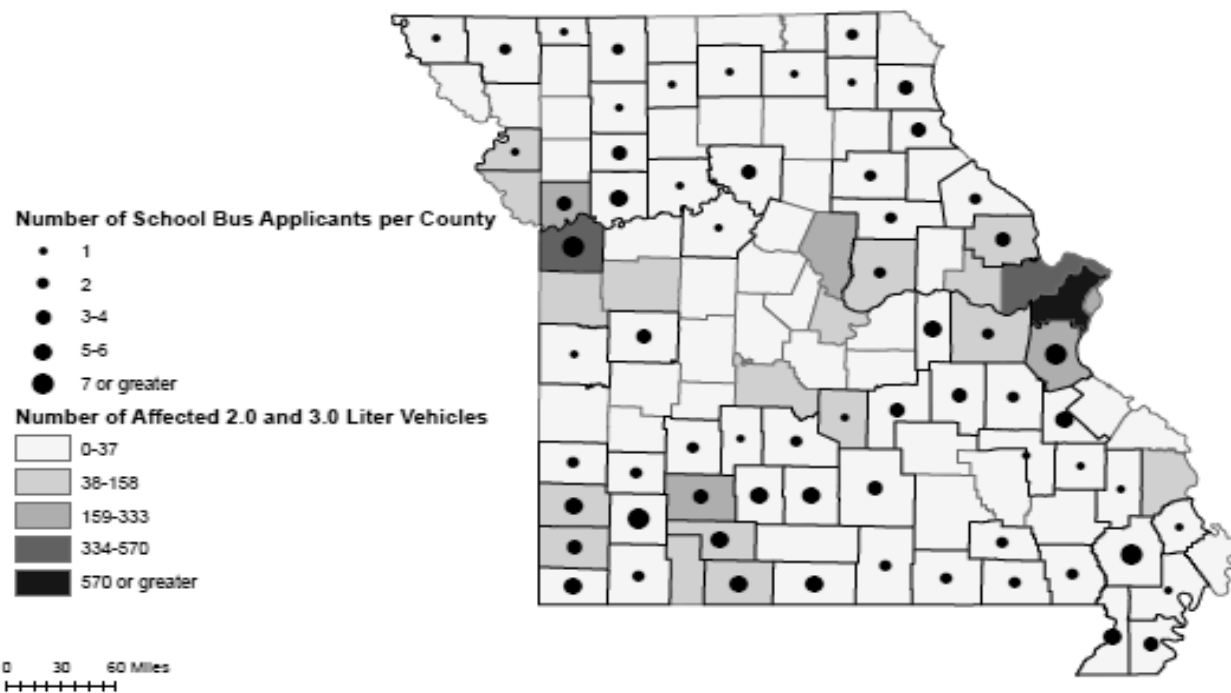 Number of School Bus Applicants per County
1
2
3-4
5-6
7 or greater
Number of Affected 2.0 and 3.0 Liter Vehicles
0-37
38-158
159-333
334-570
570 or greater
0 30 60 Miles